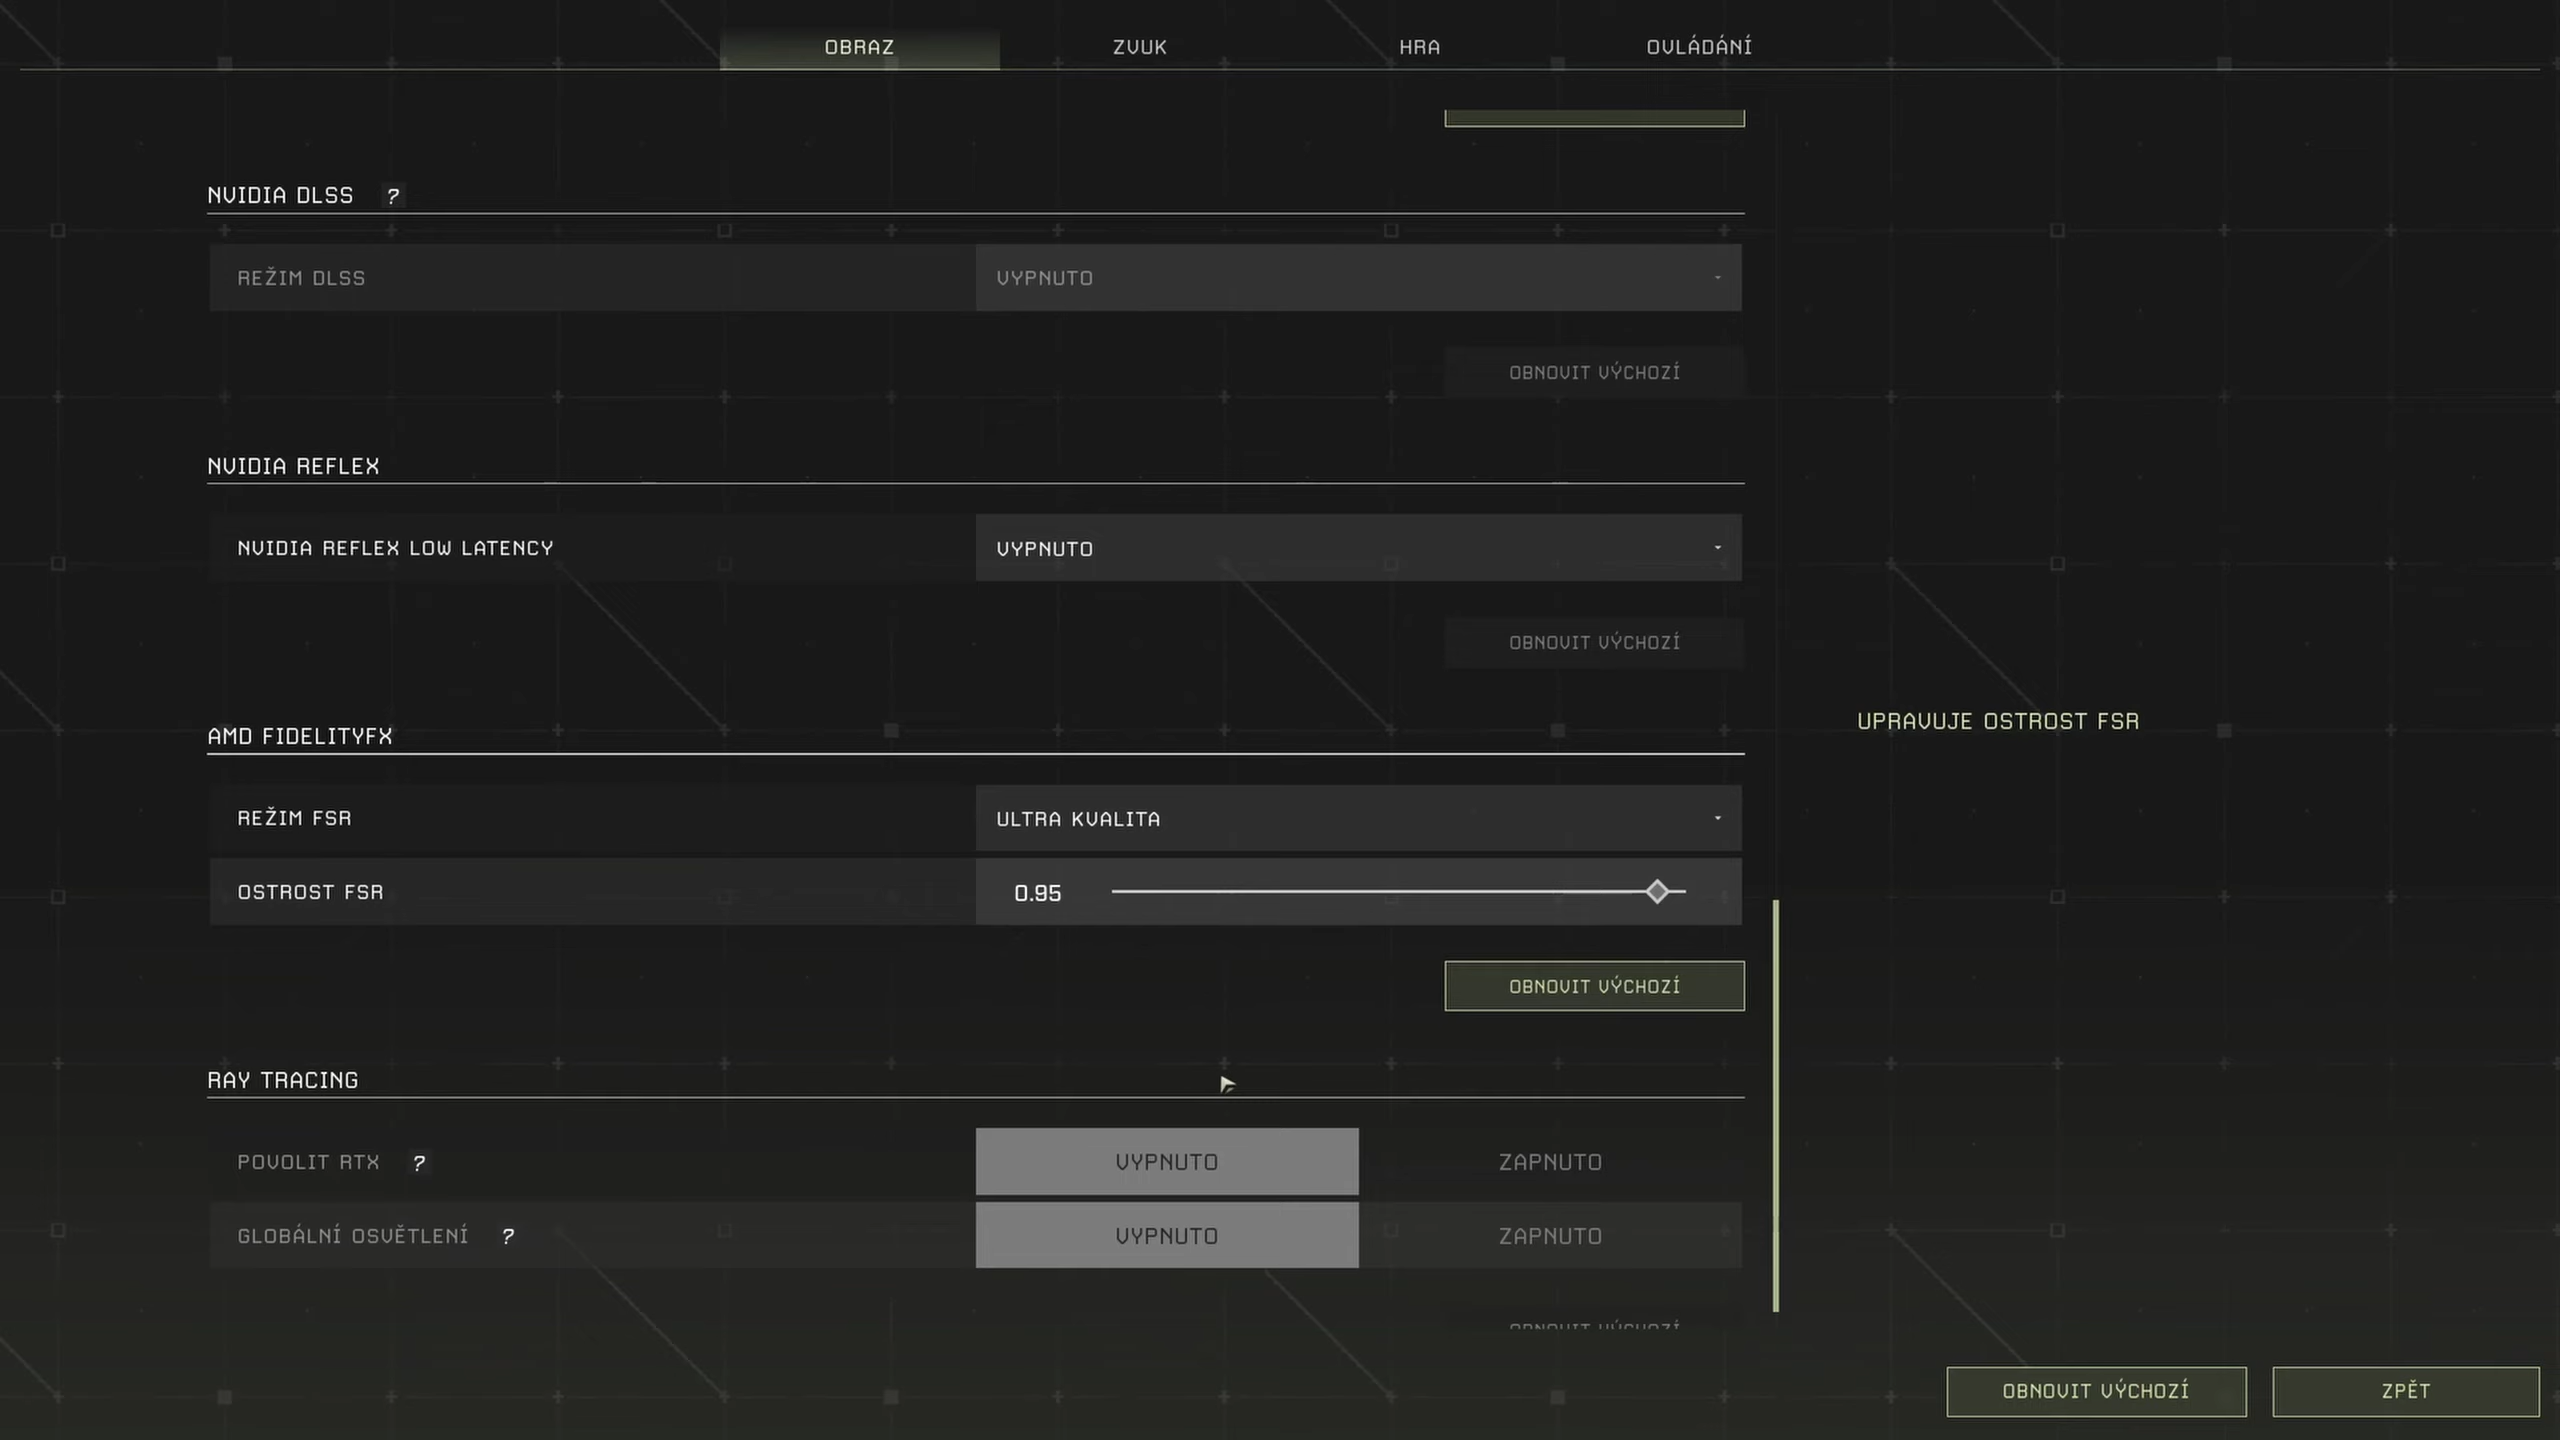 OBRAZ ZVUK HRA OVLÁDÁNÍ
NVIDIA DLSS ?
REŽIM DLSS VYPNUTO
OBNOVIT VÝCHOZÍ
NVIDIA REFLEX
NVIDIA REFLEX LOW LATENCY VYPNUTO
OBNOVIT VÝCHOZÍ
UPRAVUJE OSTROST FSR
AMD FIDELITYFX
REŽIM FSR ULTRA KVALITA
OSTROST FSR 0.95
OBNOVIT VÝCHOZÍ
RAY TRACING
POVOLIT RTX ? VYPNUTO ZAPNUTO
GLOBÁLNÍ OSVĚTLENÍ ? VYPNUTO ZAPNUTO
OBNOVIT VÝCHOZÍ
OBNOVIT VÝCHOZÍ ZPĚT